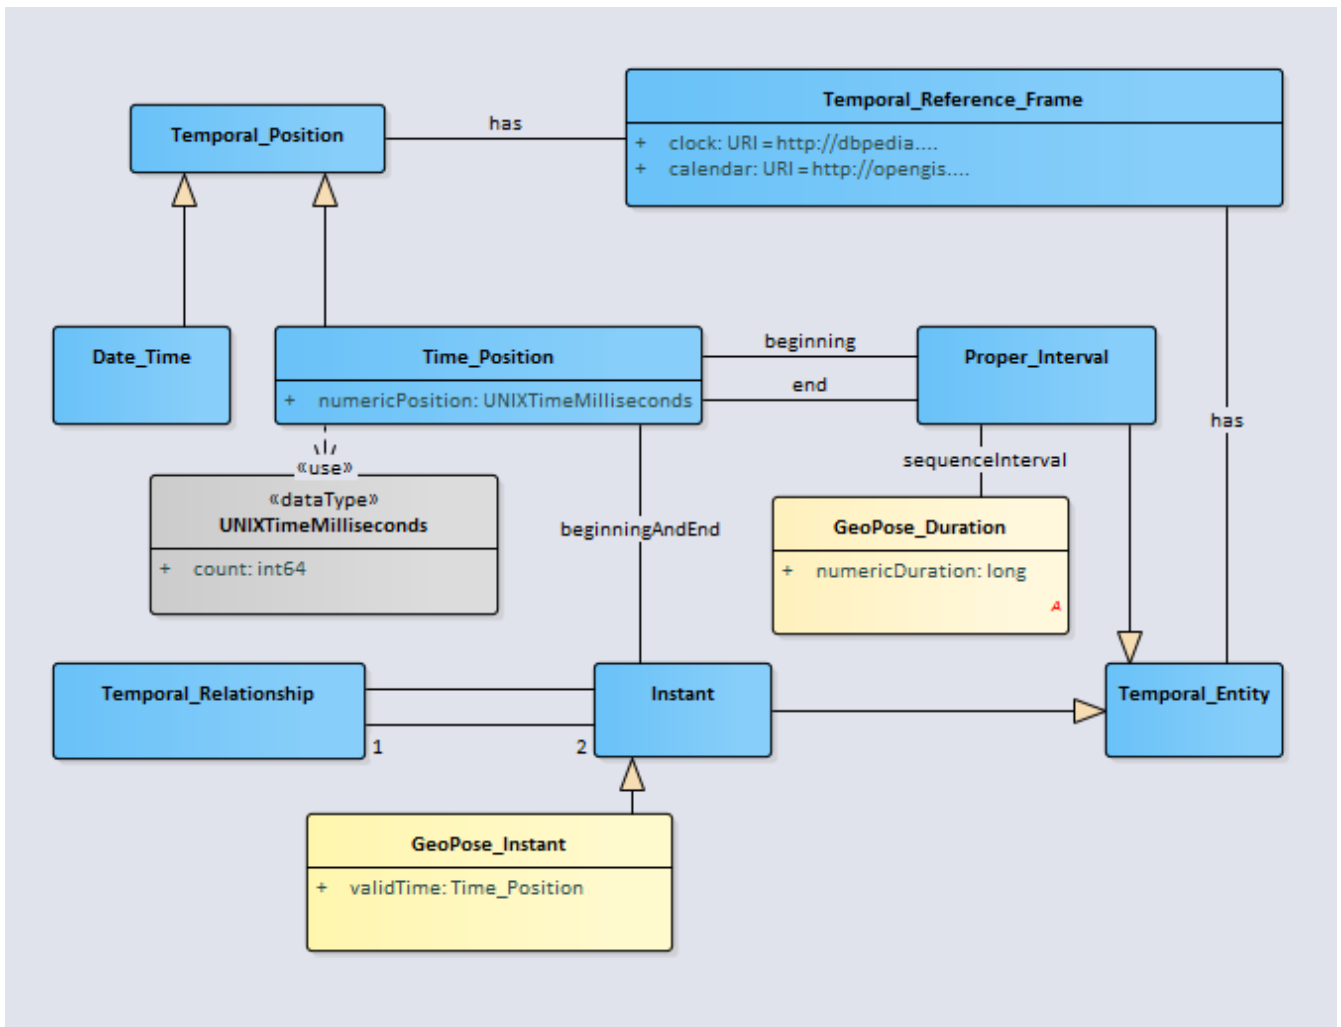 Temporal_Reference_Frame
+ clock: URI = http://dbpedia....
+ calendar: URI = http://opengis....
Temporal_Position
has
Date_Time
Time_Position
+ numericPosition: UNIXTimeMilliseconds
beginning
end
Proper_Interval
has
«use»
«dataType»
UNIXTimeMilliseconds
+ count: int64
sequenceInterval
GeoPose_Duration
+ numericDuration: long
A
beginningAndEnd
Temporal_Relationship
1
2
Instant
Temporal_Entity
GeoPose_Instant
+ validTime: Time_Position